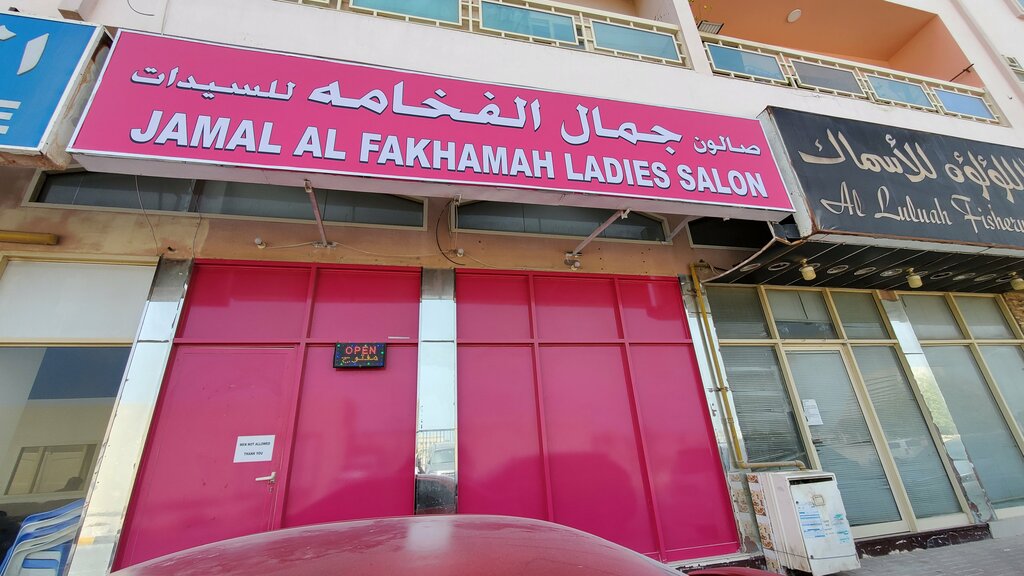 صالون جمال الفخامه للسيدات
JAMAL AL FAKHAMAH LADIES SALON
اللؤلؤة للأسماك
Al Luluah Fisher
OPEN
مفتوح
MEN NOT ALLOWED
THANK YOU